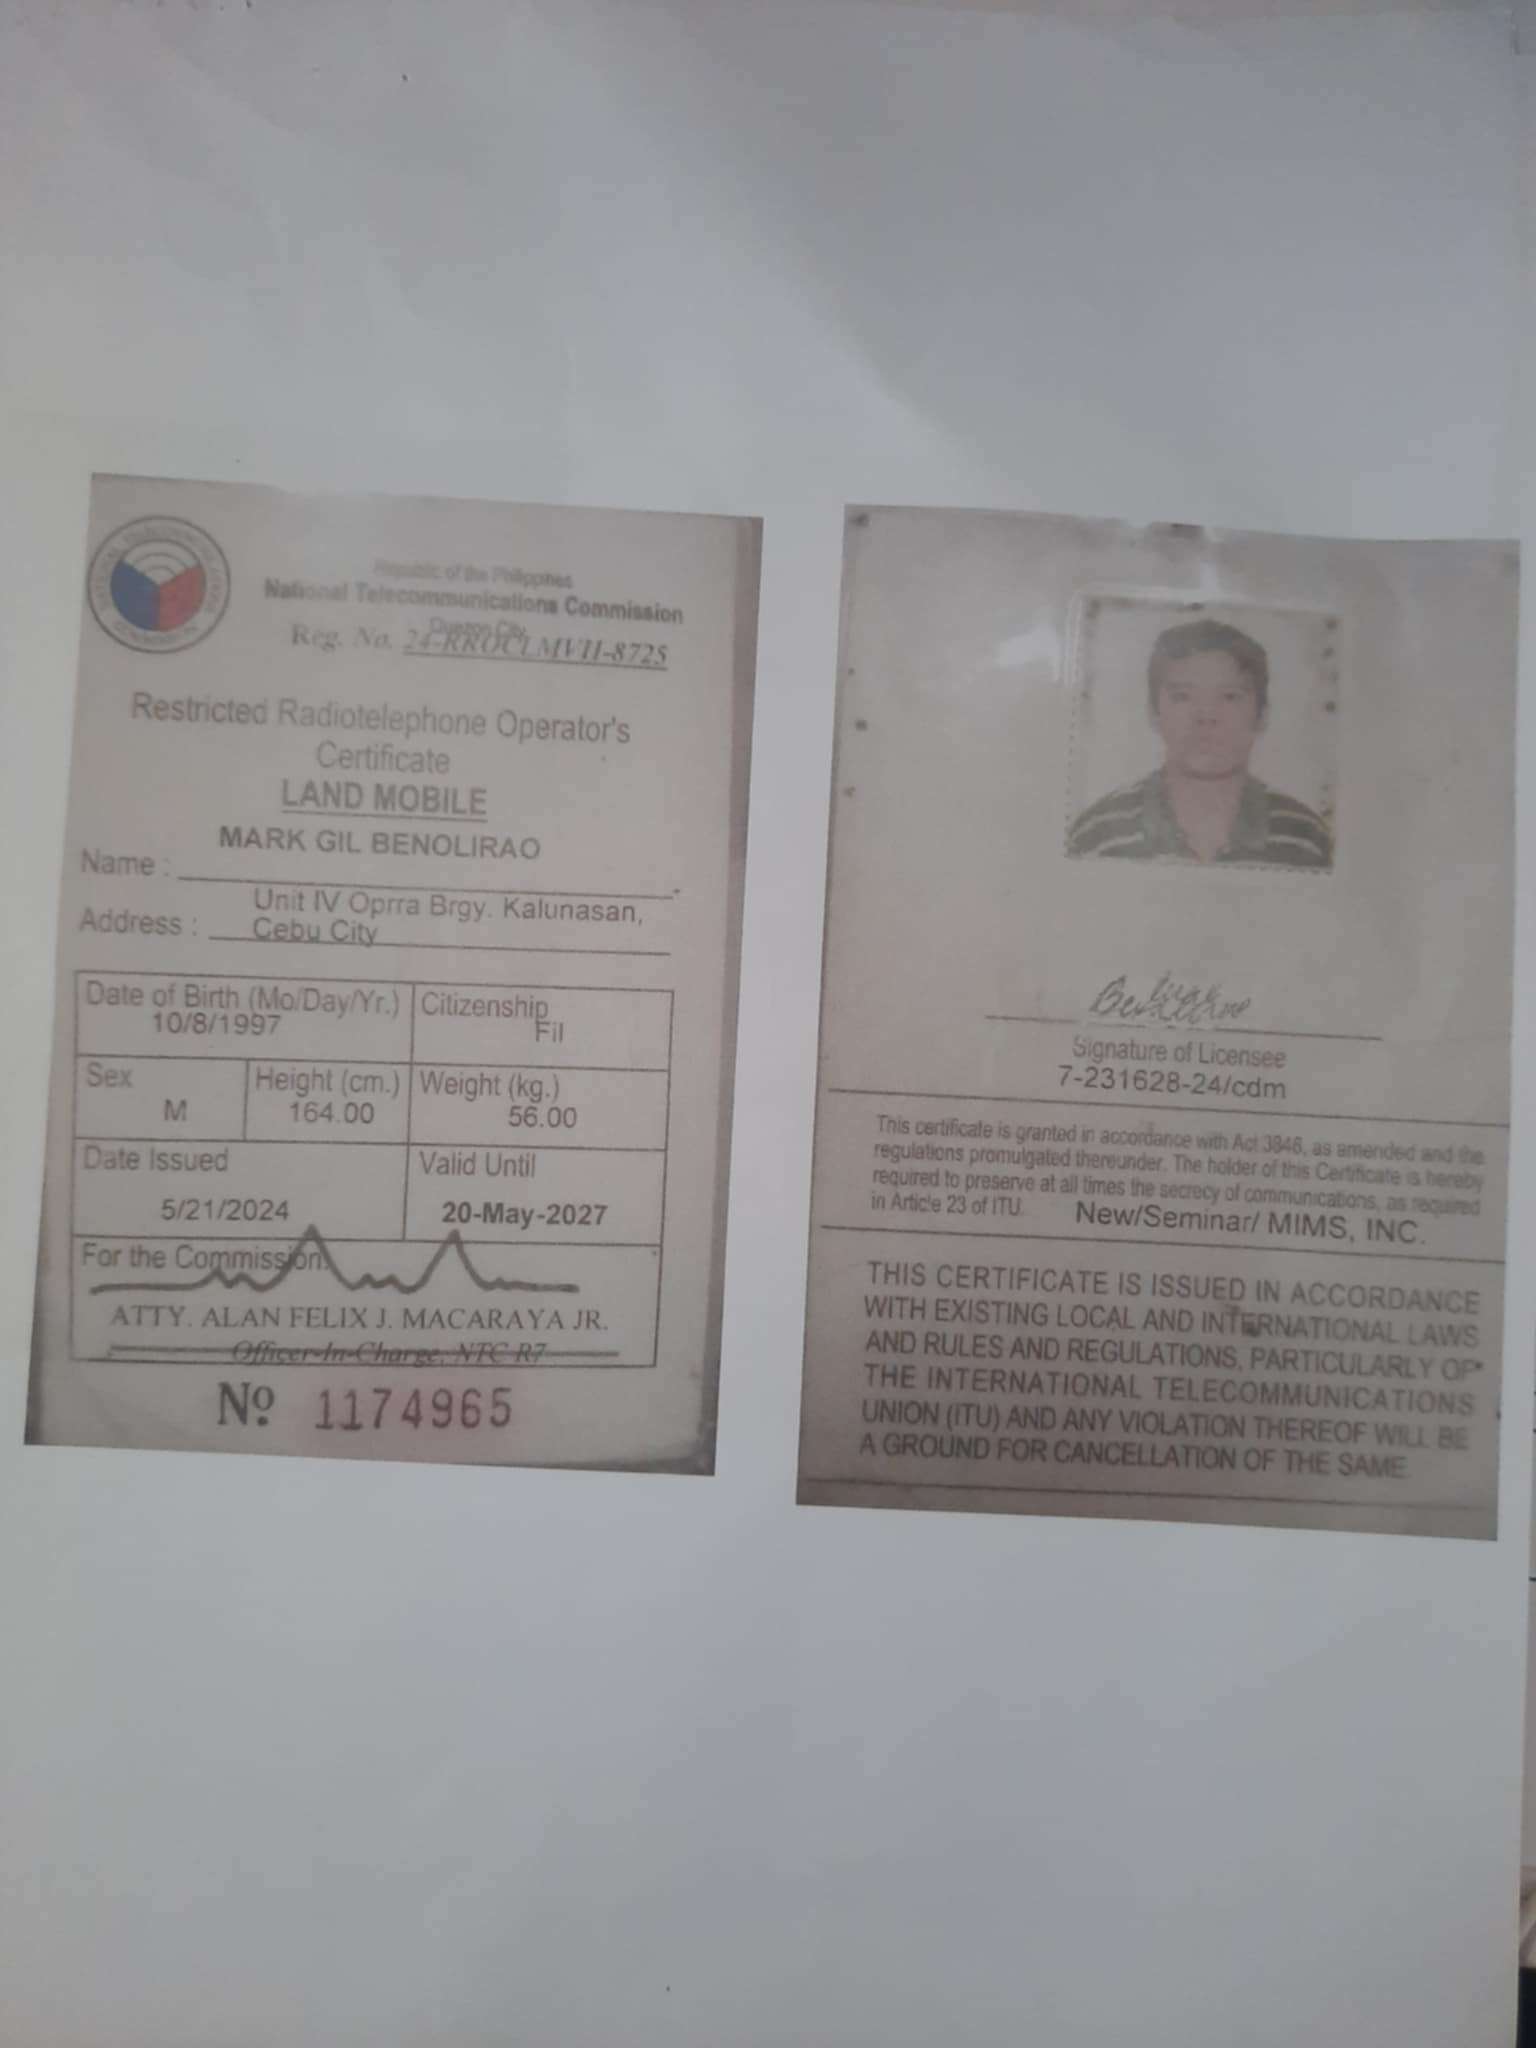 Republic of the Philippines
National Telecommunications Commission
Quezon City
Reg. No. 24-RROCLMVII-8725
Restricted Radiotelephone Operator's
Certificate
LAND MOBILE
MARK GIL BENOLIRAO
Name :
Unit IV Oprra Brgy. Kalunasan,
Address : Cebu City
Date of Birth (Mo/Day/Yr.) Citizenship
10/8/1997 Fil
Sex Height (cm.) Weight (kg.)
M 164.00 56.00
Date Issued Valid Until
5/21/2024 20-May-2027
For the Commission:
ATTY. ALAN FELIX J. MACARAYA JR.
Officer-In-Charge, NTC R7
Nº 1174965
Signature of Licensee
7-231628-24/cdm
This certificate is granted in accordance with Act 3846, as amended and the
regulations promulgated thereunder. The holder of this Certificate is hereby
required to preserve at all times the secrecy of communications, as required
in Article 23 of ITU. New/Seminar/ MIMS, INC.
THIS CERTIFICATE IS ISSUED IN ACCORDANCE
WITH EXISTING LOCAL AND INTERNATIONAL LAWS
AND RULES AND REGULATIONS, PARTICULARLY OF
THE INTERNATIONAL TELECOMMUNICATIONS
UNION (ITU) AND ANY VIOLATION THEREOF WILL BE
A GROUND FOR CANCELLATION OF THE SAME